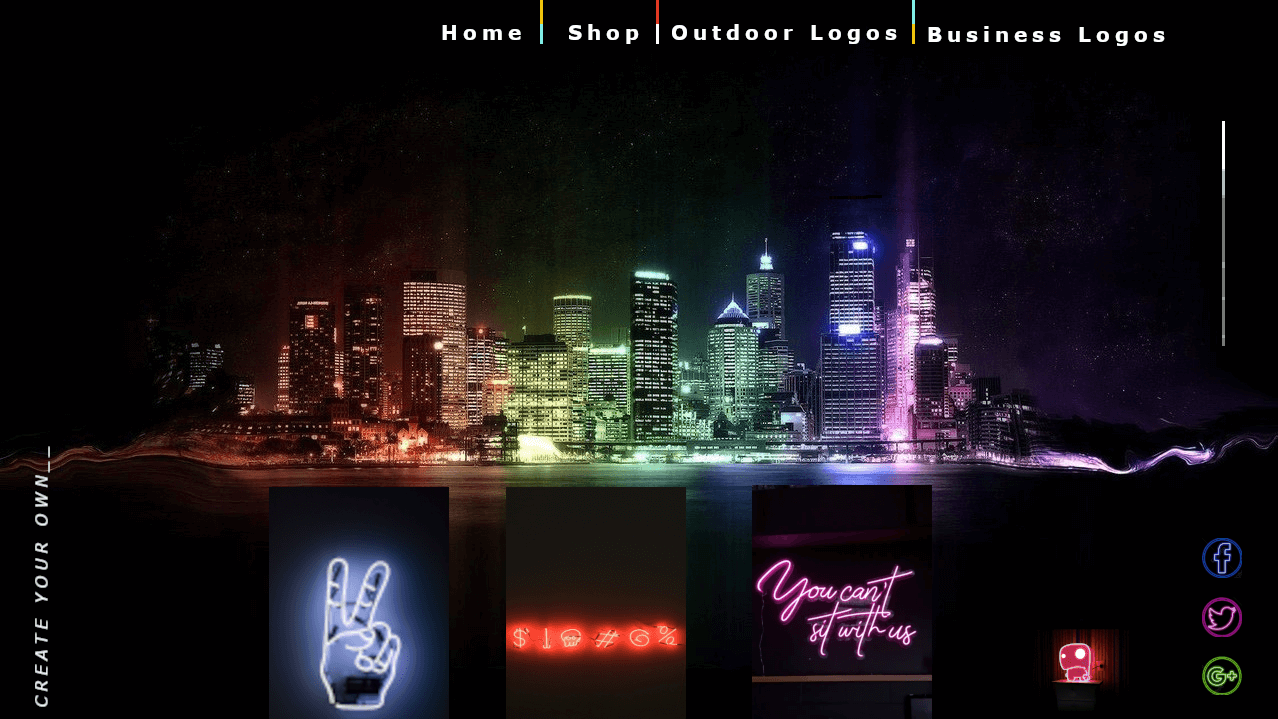 Home
Shop
Outdoor Logos
Business Logos
CREATE YOUR OWN__
$!
#@%
You can't
sit with us
f
G+